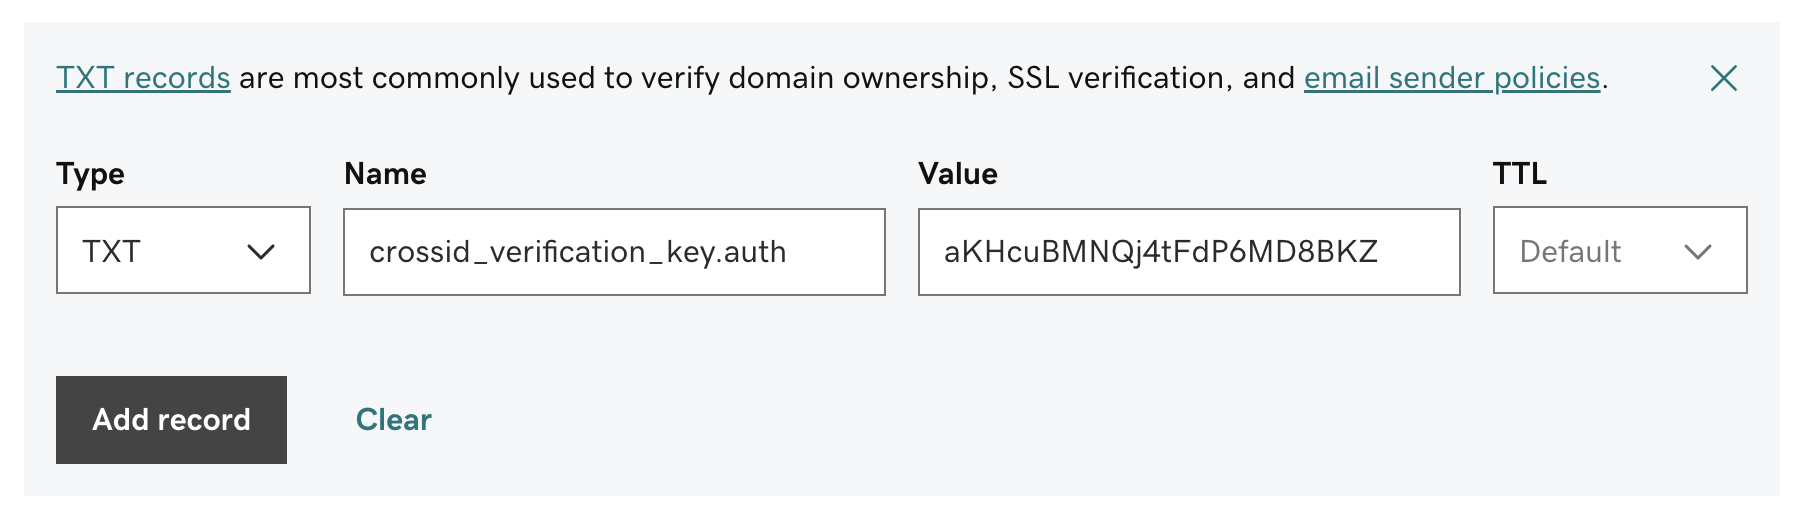 TXT records are most commonly used to verify domain ownership, SSL verification, and email sender policies.
Type Name Value TTL
TXT crossid_verification_key.auth aKHcuBMNQj4tFdP6MD8BKZ Default
Add record Clear